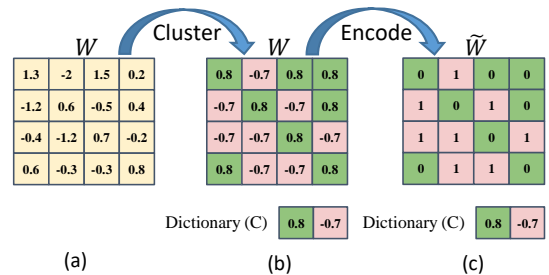 W Cluster W Encode W̃
1.3 -2 1.5 0.2 0.8 -0.7 0.8 0.8 0 1 0 0
-1.2 0.6 -0.5 0.4 -0.7 0.8 -0.7 0.8 1 0 1 0
-0.4 -1.2 0.7 -0.2 -0.7 -0.7 0.8 -0.7 1 1 0 1
0.6 -0.3 -0.3 0.8 0.8 -0.7 -0.7 0.8 0 1 1 0
Dictionary (C) 0.8 -0.7 Dictionary (C) 0.8 -0.7
(a) (b) (c)